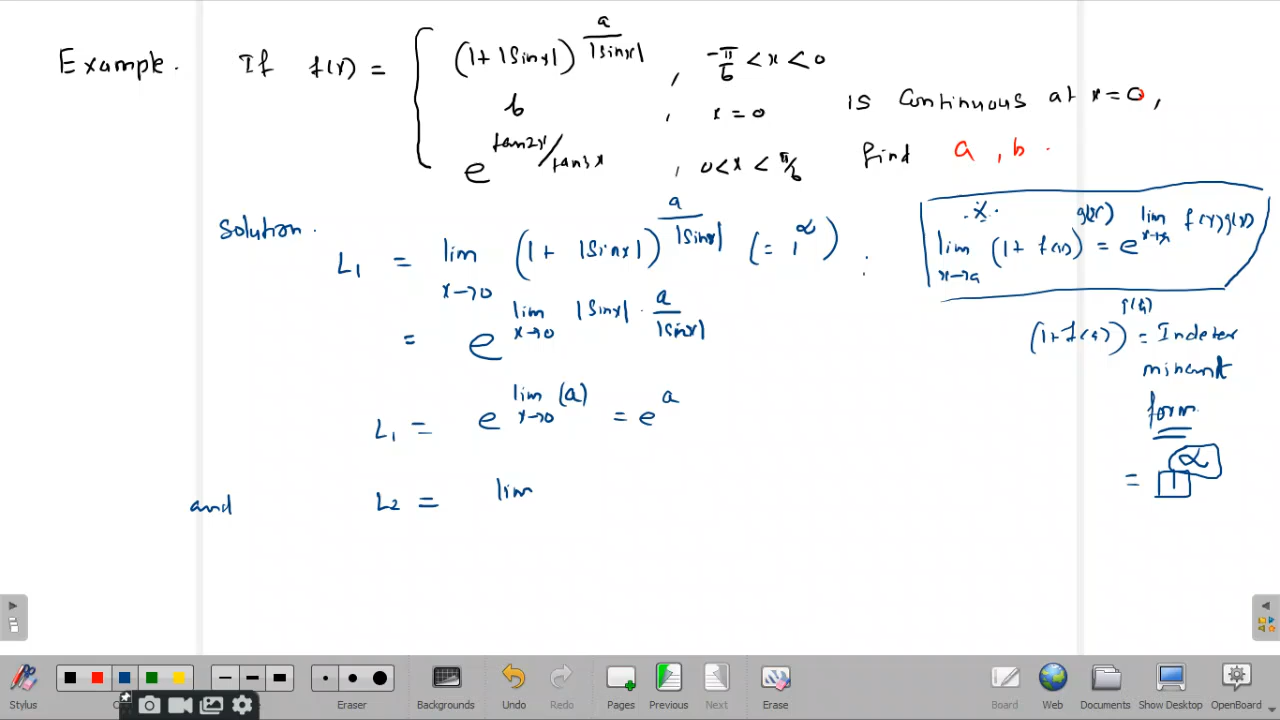 Example. If f(x) = { (1+|sinx|)^{a/|sinx|} , -π/6 < x < 0
b , x = 0
e^{tan2x/tan3x} , 0<x<π/6
is continuous at x=0,
find a , b .
Solution.
L₁ = lim x→0 (1+ |sinx|)^{a/|sinx|} (= 1^∝) :
= e^{lim x→0 |sinx| · a/|sinx|}
L₁ = e^{lim x→0 (a)} = e^a
and L₂ = lim
.X.
lim x→a (1+ f(x))^{g(x)} = e^{lim x→a f(x)g(x)}
(1+f(a))^{g(a)} = Indeter
minant
form
= 1^∝
Stylus
Eraser
Backgrounds
Undo
Redo
Pages
Previous
Next
Erase
Board
Web
Documents
Show Desktop
OpenBoard